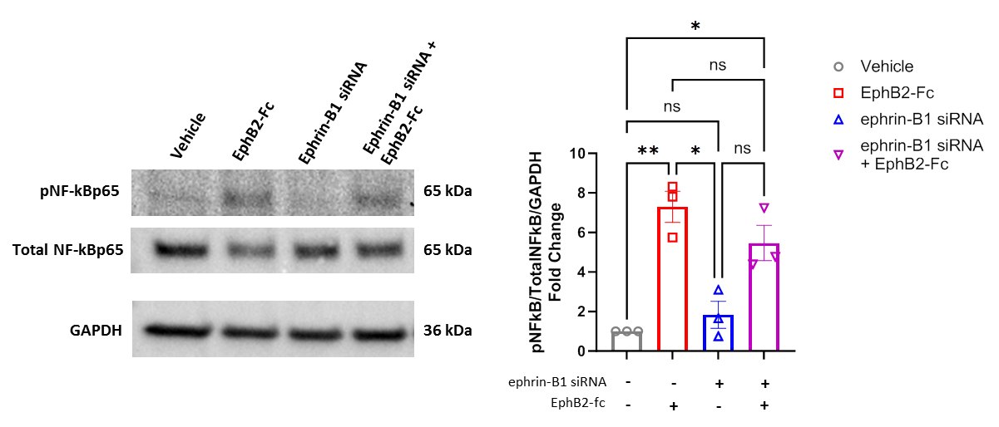 Vehicle
EphB2-Fc
Ephrin-B1 siRNA
Ephrin-B1 siRNA +
EphB2-Fc
pNF-kBp65
65 kDa
Total NF-kBp65
65 kDa
GAPDH
36 kDa
*
ns
ns
** * ns
pNFkB/TotalNFkB/GAPDH
Fold Change
10
8
6
4
2
0
ephrin-B1 siRNA - - + +
EphB2-fc - + - +
Vehicle
EphB2-Fc
ephrin-B1 siRNA
ephrin-B1 siRNA
+ EphB2-Fc